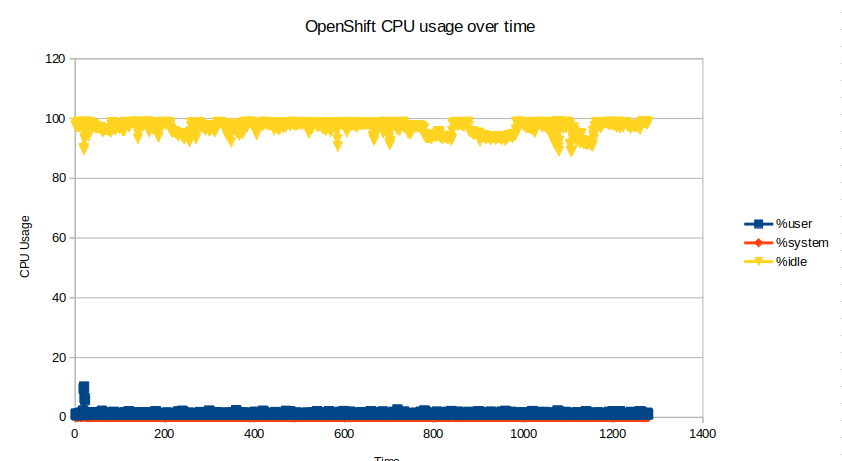 OpenShift CPU usage over time
120
100
80
60
40
20
0
CPU Usage
0 200 400 600 800 1000 1200 1400
Time
%user
%system
%idle